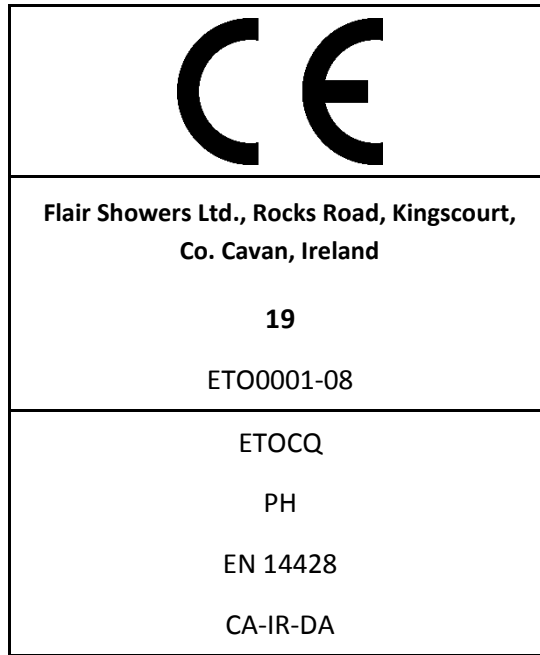 CE
Flair Showers Ltd., Rocks Road, Kingscourt,
Co. Cavan, Ireland
19
ETO0001-08
ETOCQ
PH
EN 14428
CA-IR-DA